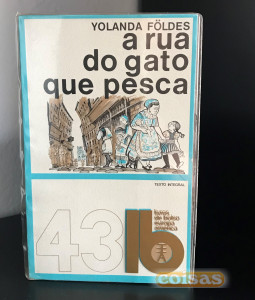 YOLANDA FÖLDES
a rua
do gato
que pesca
TEXTO INTEGRAL
43 lb
livros
de bolso
europa
américa
coisas